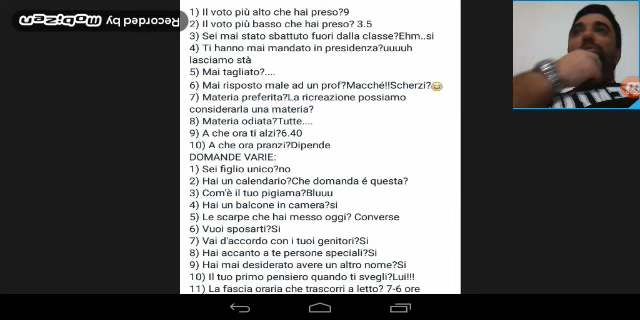 Recorded by
mobizen
1) Il voto più alto che hai preso?9
2) Il voto più basso che hai preso? 3.5
3) Sei mai stato sbattuto fuori dalla classe?Ehm..si
4) Ti hanno mai mandato in presidenza?uuuuh
lasciamo stà
5) Mai tagliato?....
6) Mai risposto male ad un prof?Macché!!Scherzi?😄
7) Materia preferita?La ricreazione possiamo
considerarla una materia?
8) Materia odiata?Tutte....
9) A che ora ti alzi?6.40
10) A che ora pranzi?Dipende
DOMANDE VARIE:
1) Sei figlio unico?no
2) Hai un calendario?Che domanda é questa?
3) Com'è il tuo pigiama?Bluuu
4) Hai un balcone in camera?si
5) Le scarpe che hai messo oggi? Converse
6) Vuoi sposarti?Si
7) Vai d'accordo con i tuoi genitori?Si
8) Hai accanto a te persone speciali?Si
9) Hai mai desiderato avere un altro nome?Si
10) Il tuo primo pensiero quando ti svegli?Lui!!!
11) La fascia oraria che trascorri a letto? 7-6 ore